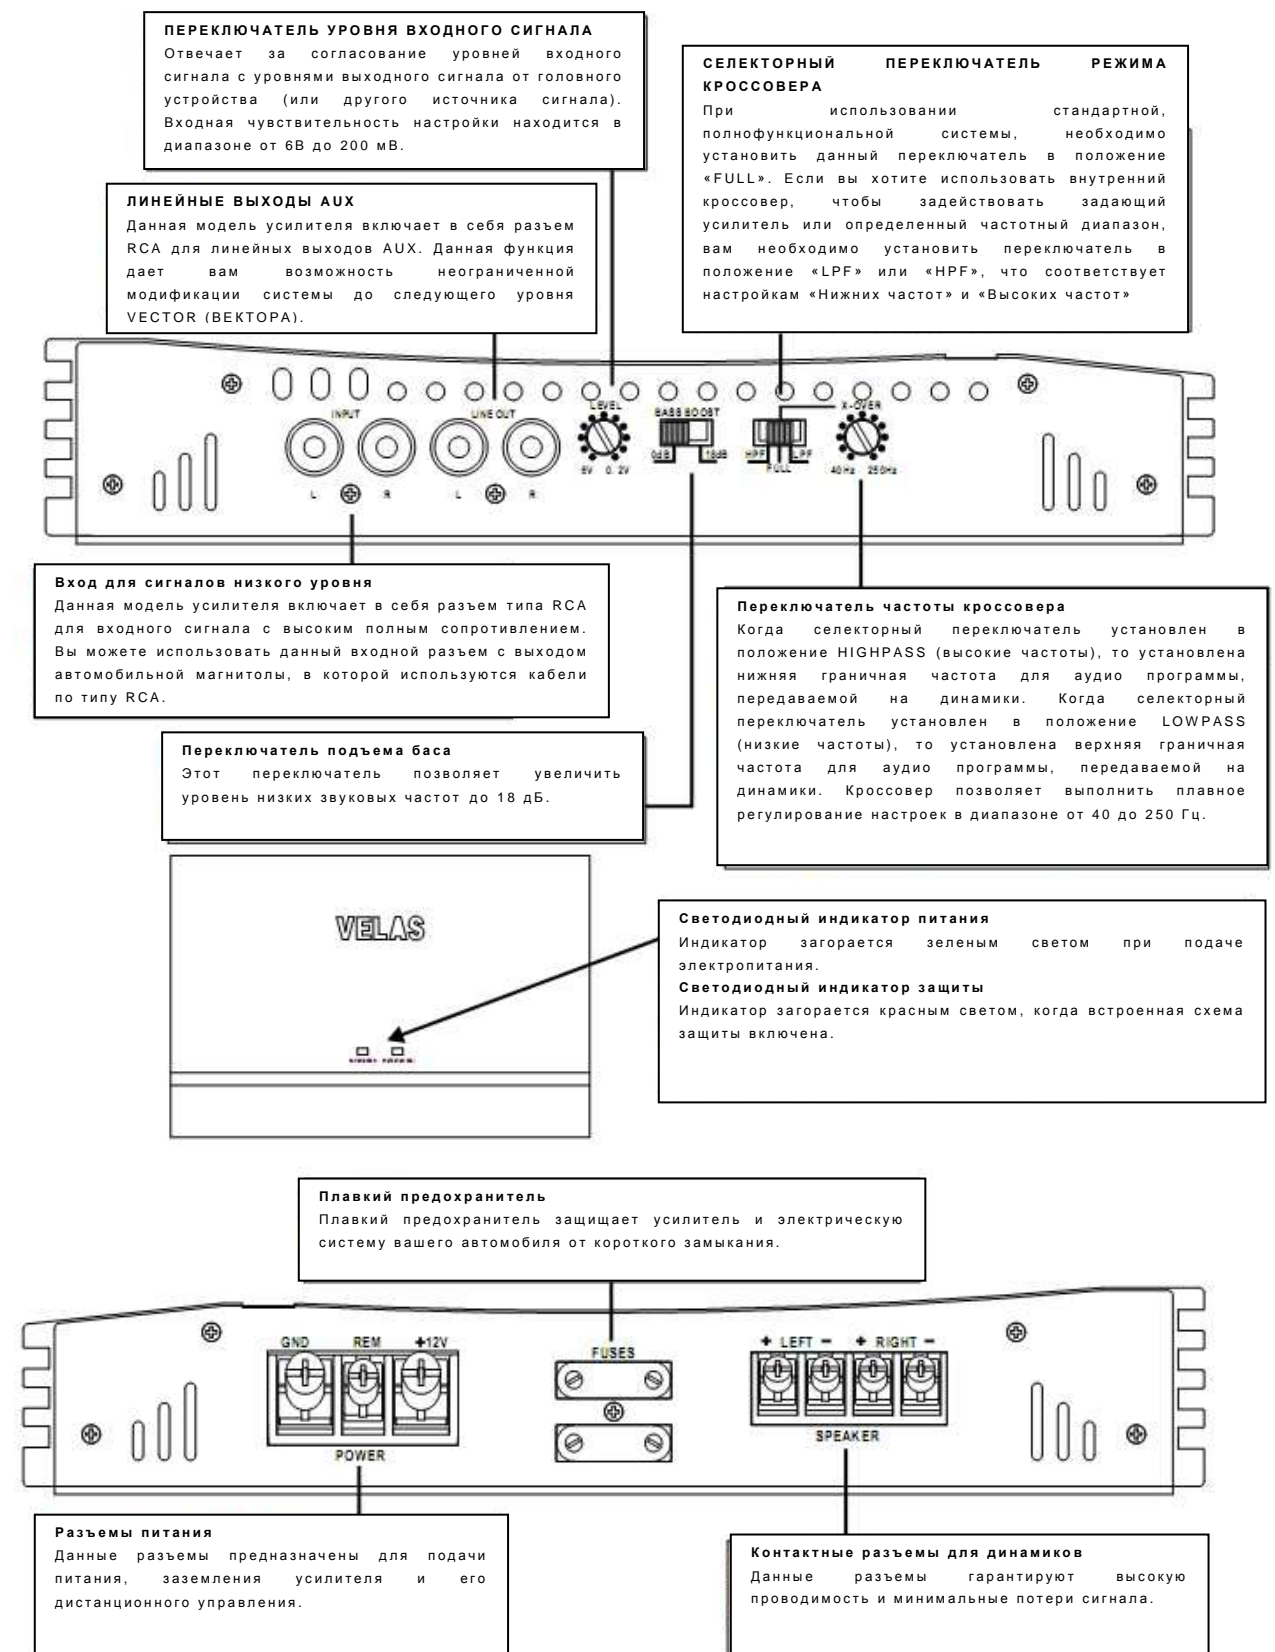 ПЕРЕКЛЮЧАТЕЛЬ УРОВНЯ ВХОДНОГО СИГНАЛА
Отвечает за согласование уровней входного
сигнала с уровнями выходного сигнала от головного
устройства (или другого источника сигнала).
Входная чувствительность настройки находится в
диапазоне от 6В до 200 мВ.
СЕЛЕКТОРНЫЙ ПЕРЕКЛЮЧАТЕЛЬ РЕЖИМА
КРОССОВЕРА
При использовании стандартной,
полнофункциональной системы, необходимо
установить данный переключатель в положение
«FULL». Если вы хотите использовать внутренний
кроссовер, чтобы задействовать задающий
усилитель или определенный частотный диапазон,
вам необходимо установить переключатель в
положение «LPF» или «HPF», что соответствует
настройкам «Нижних частот» и «Высоких частот»
ЛИНЕЙНЫЕ ВЫХОДЫ AUX
Данная модель усилителя включает в себя разъем
RCA для линейных выходов AUX. Данная функция
дает вам возможность неограниченной
модификации системы до следующего уровня
VECTOR (ВЕКТОРА).
INPUT LINE OUT LEVEL BASS BOOST X-OVER
6V 0.2V 0dB 18dB HPF FULL LPF 40Hz 250Hz
L R L R
Вход для сигналов низкого уровня
Данная модель усилителя включает в себя разъем типа RCA
для входного сигнала с высоким полным сопротивлением.
Вы можете использовать данный входной разъем с выходом
автомобильной магнитолы, в которой используются кабели
по типу RCA.
Переключатель частоты кроссовера
Когда селекторный переключатель установлен в
положение HIGHPASS (высокие частоты), то установлена
нижняя граничная частота для аудио программы,
передаваемой на динамики. Когда селекторный
переключатель установлен в положение LOWPASS
(низкие частоты), то установлена верхняя граничная
частота для аудио программы, передаваемой на
динамики. Кроссовер позволяет выполнить плавное
регулирование настроек в диапазоне от 40 до 250 Гц.
Переключатель подъема баса
Этот переключатель позволяет увеличить
уровень низких звуковых частот до 18 дБ.
VELAS
Светодиодный индикатор питания
Индикатор загорается зеленым светом при подаче
электропитания.
Светодиодный индикатор защиты
Индикатор загорается красным светом, когда встроенная схема
защиты включена.
Плавкий предохранитель
Плавкий предохранитель защищает усилитель и электрическую
систему вашего автомобиля от короткого замыкания.
GND REM +12V FUSES + LEFT − + RIGHT −
POWER SPEAKER
Разъемы питания
Данные разъемы предназначены для подачи
питания, заземления усилителя и его
дистанционного управления.
Контактные разъемы для динамиков
Данные разъемы гарантируют высокую
проводимость и минимальные потери сигнала.